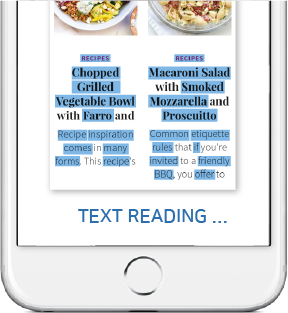 RECIPES
Chopped
Grilled
Vegetable Bowl
with Farro and
Recipe inspiration
comes in many
forms. This recipe's
RECIPES
Macaroni Salad
with Smoked
Mozzarella and
Proscuitto
Common etiquette
rules that if you're
invited to a friendly
BBQ, you offer to
TEXT READING ...